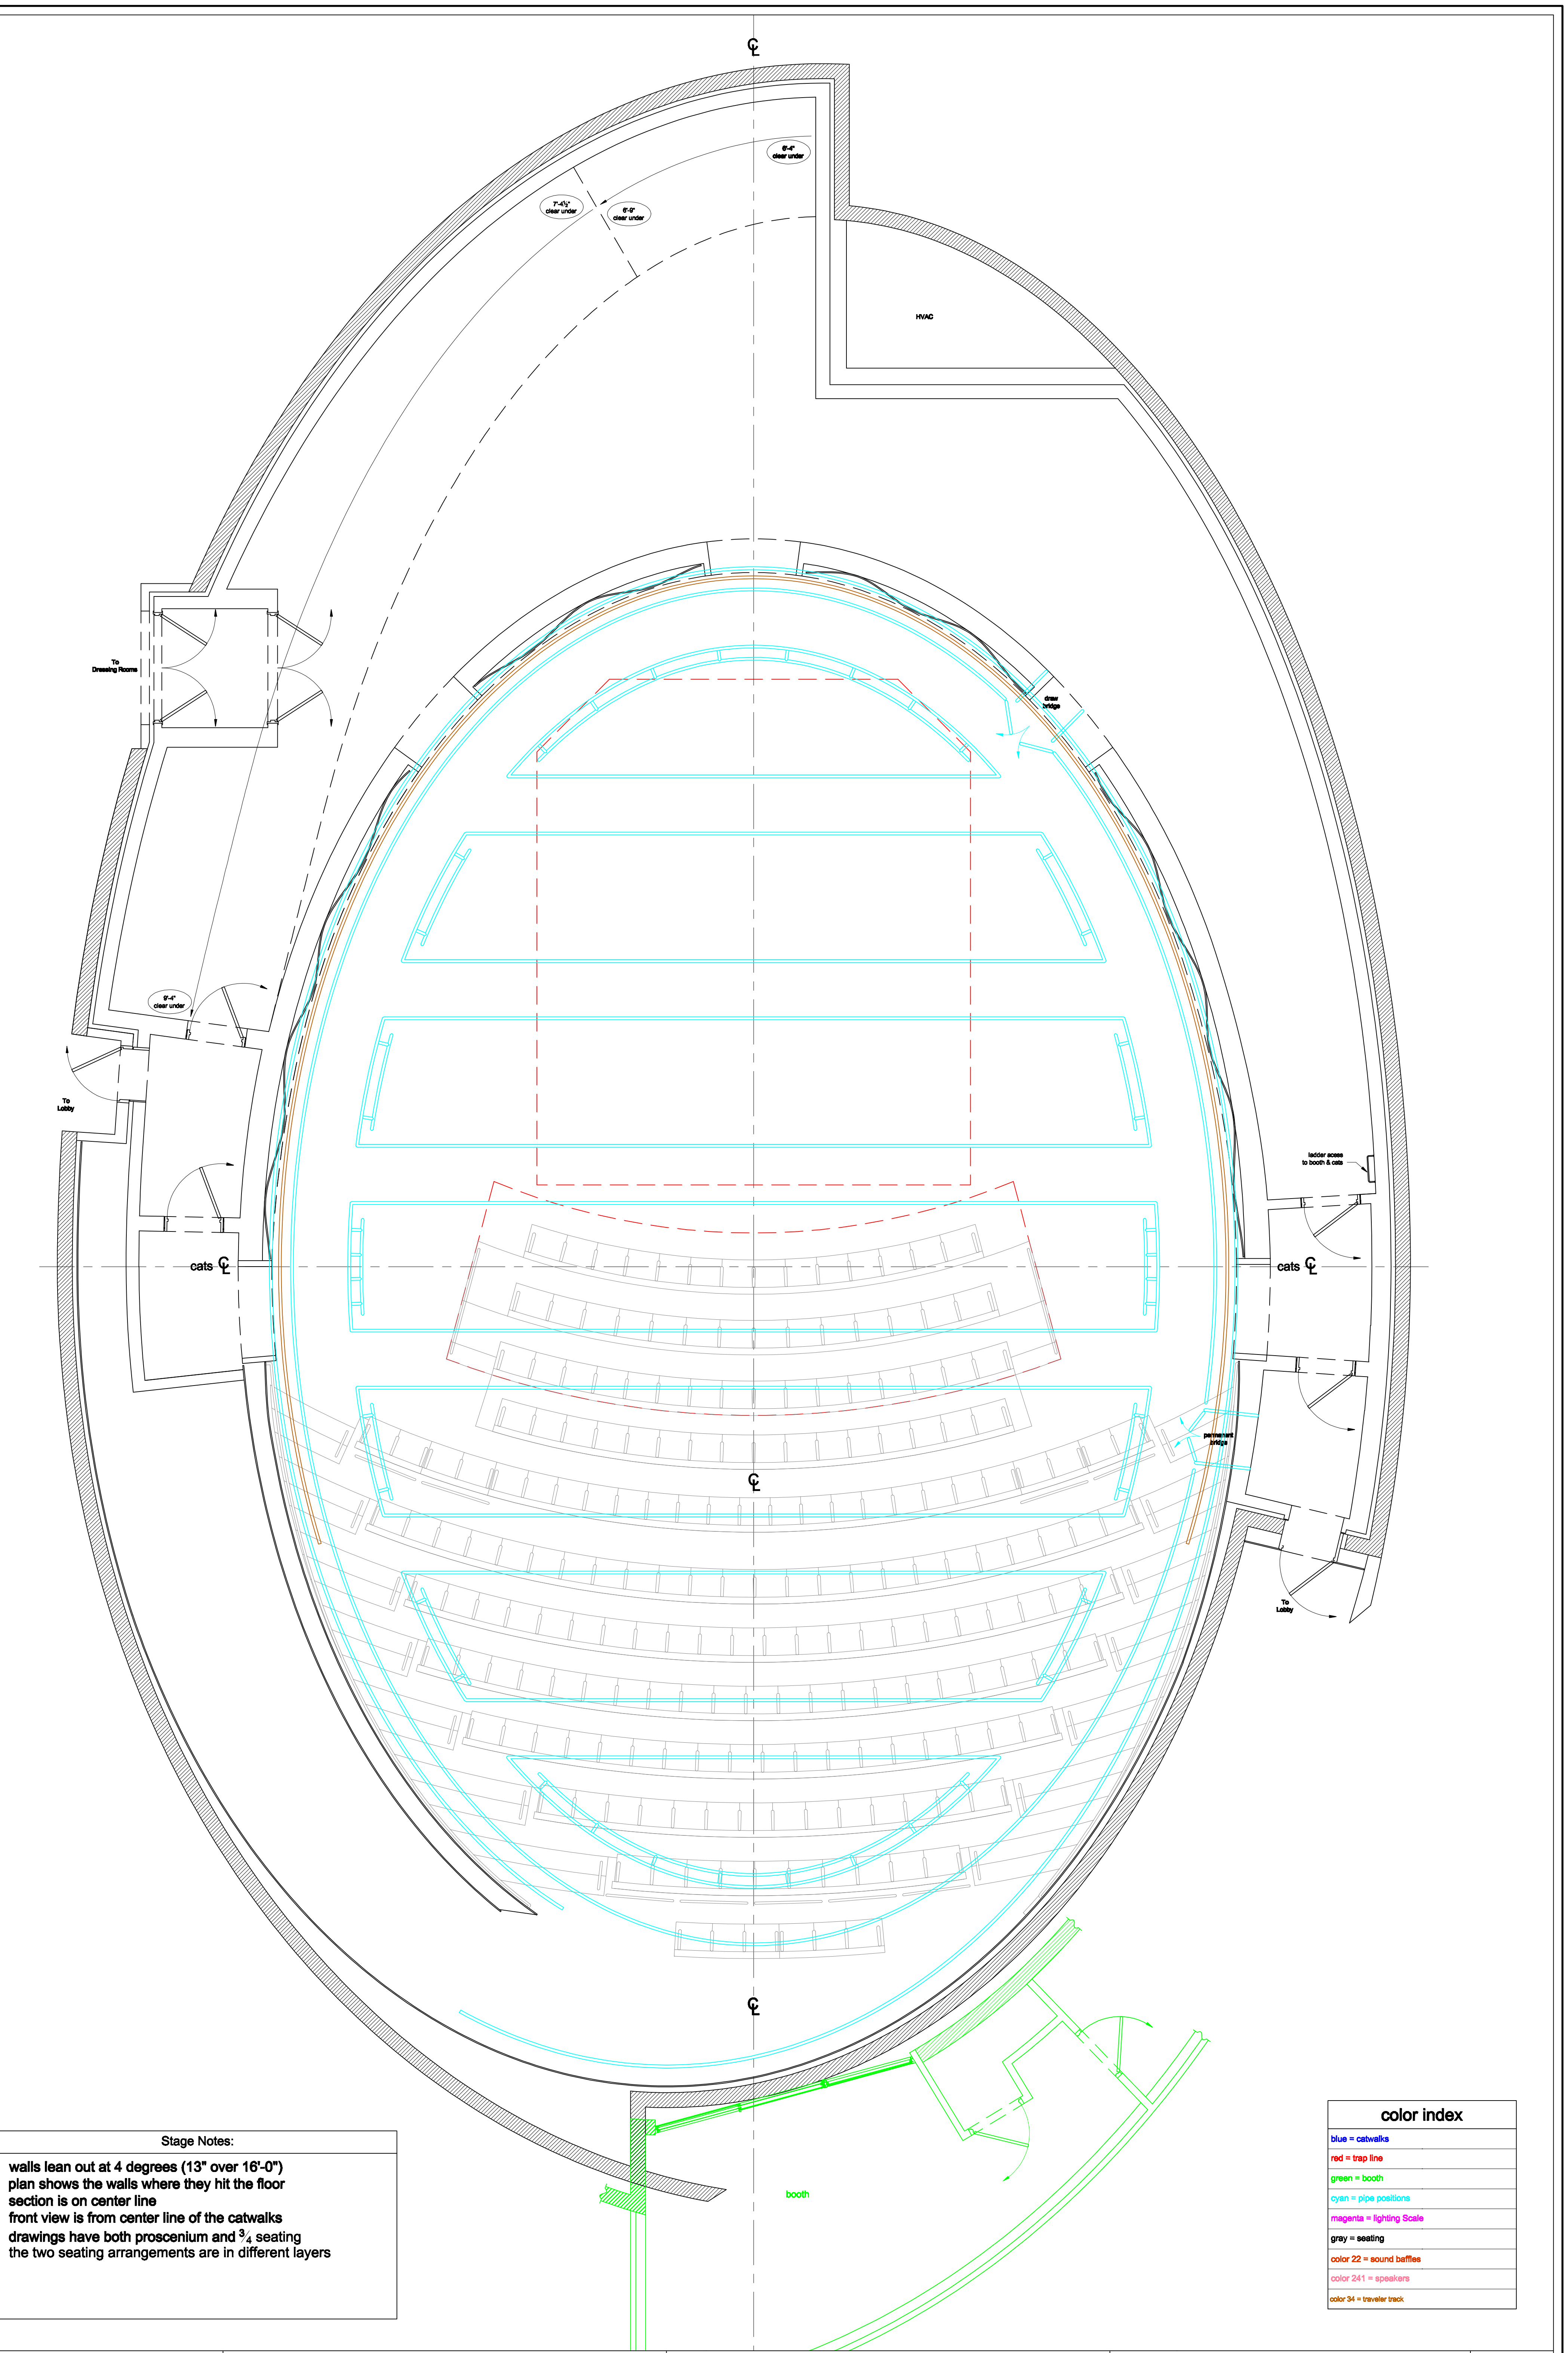 ℄
6'-4"
clear under
7'-4½"
clear under
6'-9"
clear under
HVAC
To
Dressing Rooms
draw
bridge
9'-4"
clear under
To
Lobby
ladder acess
to booth & cats
cats ℄
cats ℄
permenant
bridge
℄
To
Lobby
℄
booth
Stage Notes:
walls lean out at 4 degrees (13" over 16'-0")
plan shows the walls where they hit the floor
section is on center line
front view is from center line of the catwalks
drawings have both proscenium and ¾ seating
the two seating arrangements are in different layers
color index
blue = catwalks
red = trap line
green = booth
cyan = pipe positions
magenta = lighting Scale
gray = seating
color 22 = sound baffles
color 241 = speakers
color 34 = traveler track